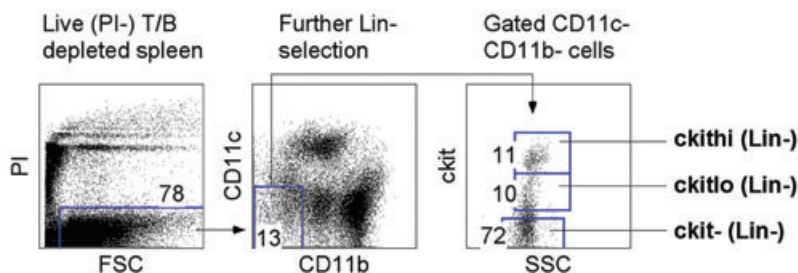 Live (PI-) T/B
depleted spleen
Further Lin-
selection
Gated CD11c-
CD11b- cells
PI
78
FSC
CD11c
13
CD11b
ckit
11
10
72
SSC
ckithi (Lin-)
ckitlo (Lin-)
ckit- (Lin-)